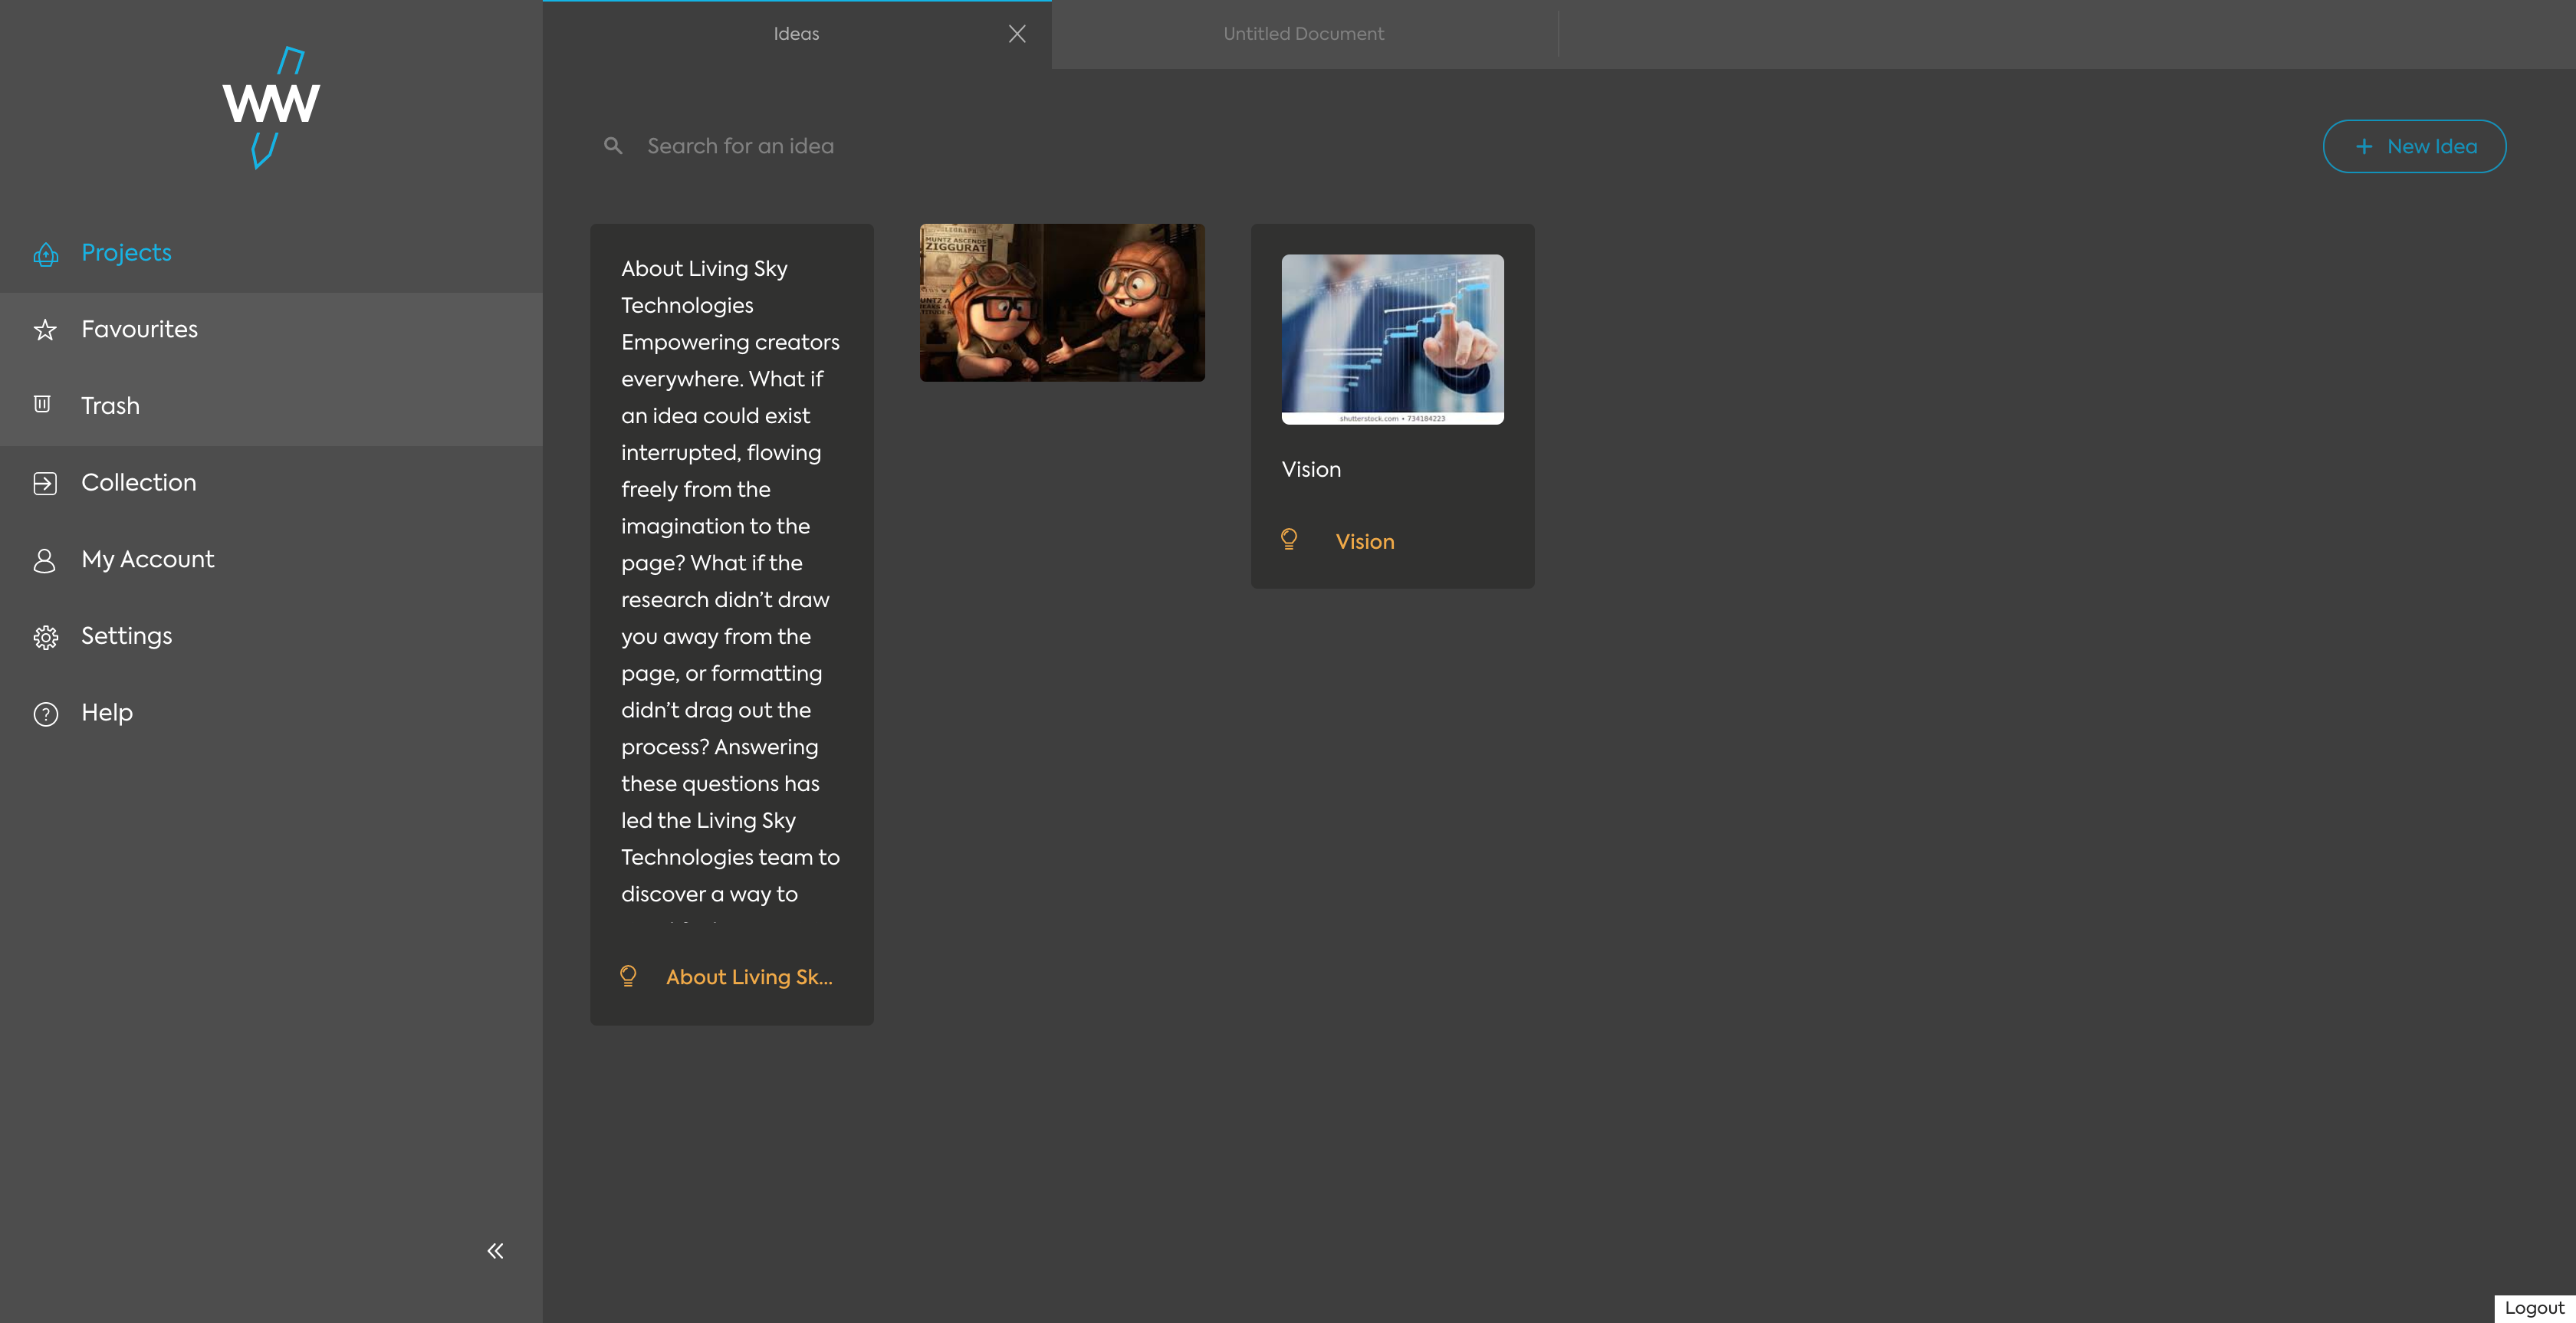 WW
Projects
Favourites
Trash
Collection
My Account
Settings
Help
Ideas
Untitled Document
Search for an idea
New Idea
About Living Sky
Technologies
Empowering creators
everywhere. What if
an idea could exist
interrupted, flowing
freely from the
imagination to the
page? What if the
research didn’t draw
you away from the
page, or formatting
didn’t drag out the
process? Answering
these questions has
led the Living Sky
Technologies team to
discover a way to
About Living Sk...
MUNTZ ASCENDS
ZIGGURAT
shutterstock.com • 734184223
Vision
Vision
Logout